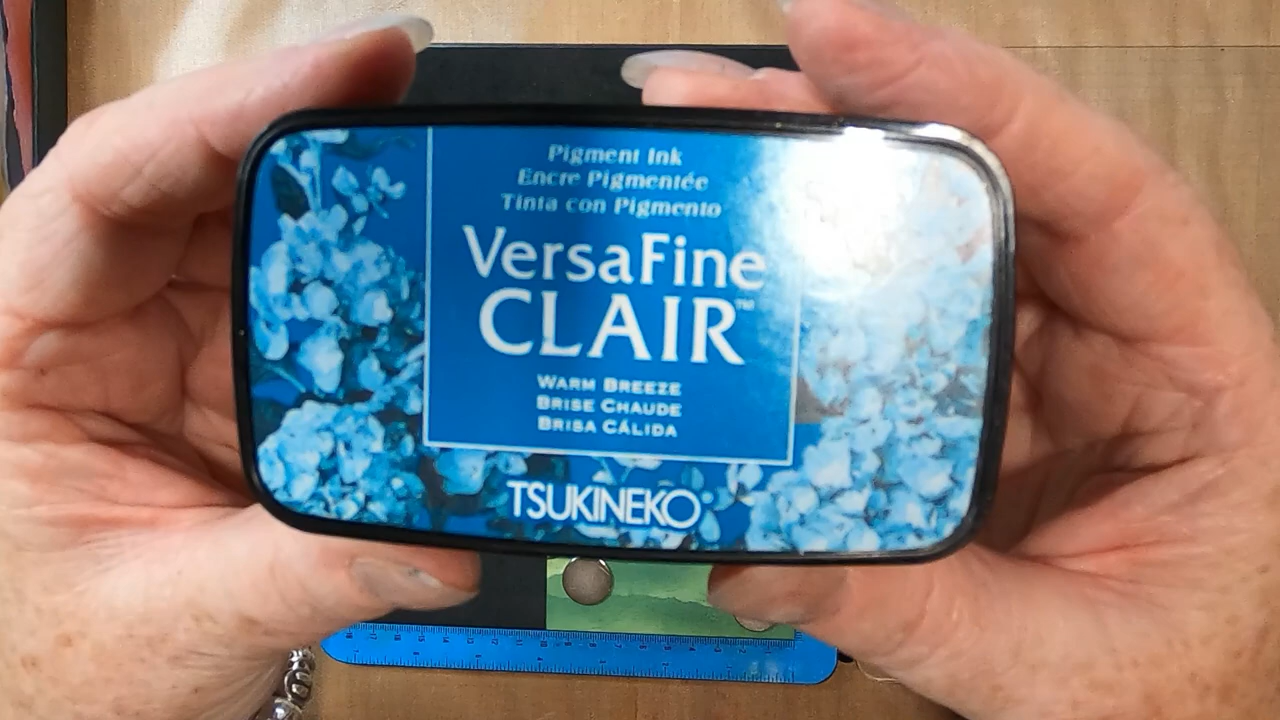 Pigment Ink
Encre Pigmentée
Tinta con Pigmento
VersaFine
CLAIR™
WARM BREEZE
BRISE CHAUDE
BRISA CÁLIDA
TSUKINEKO